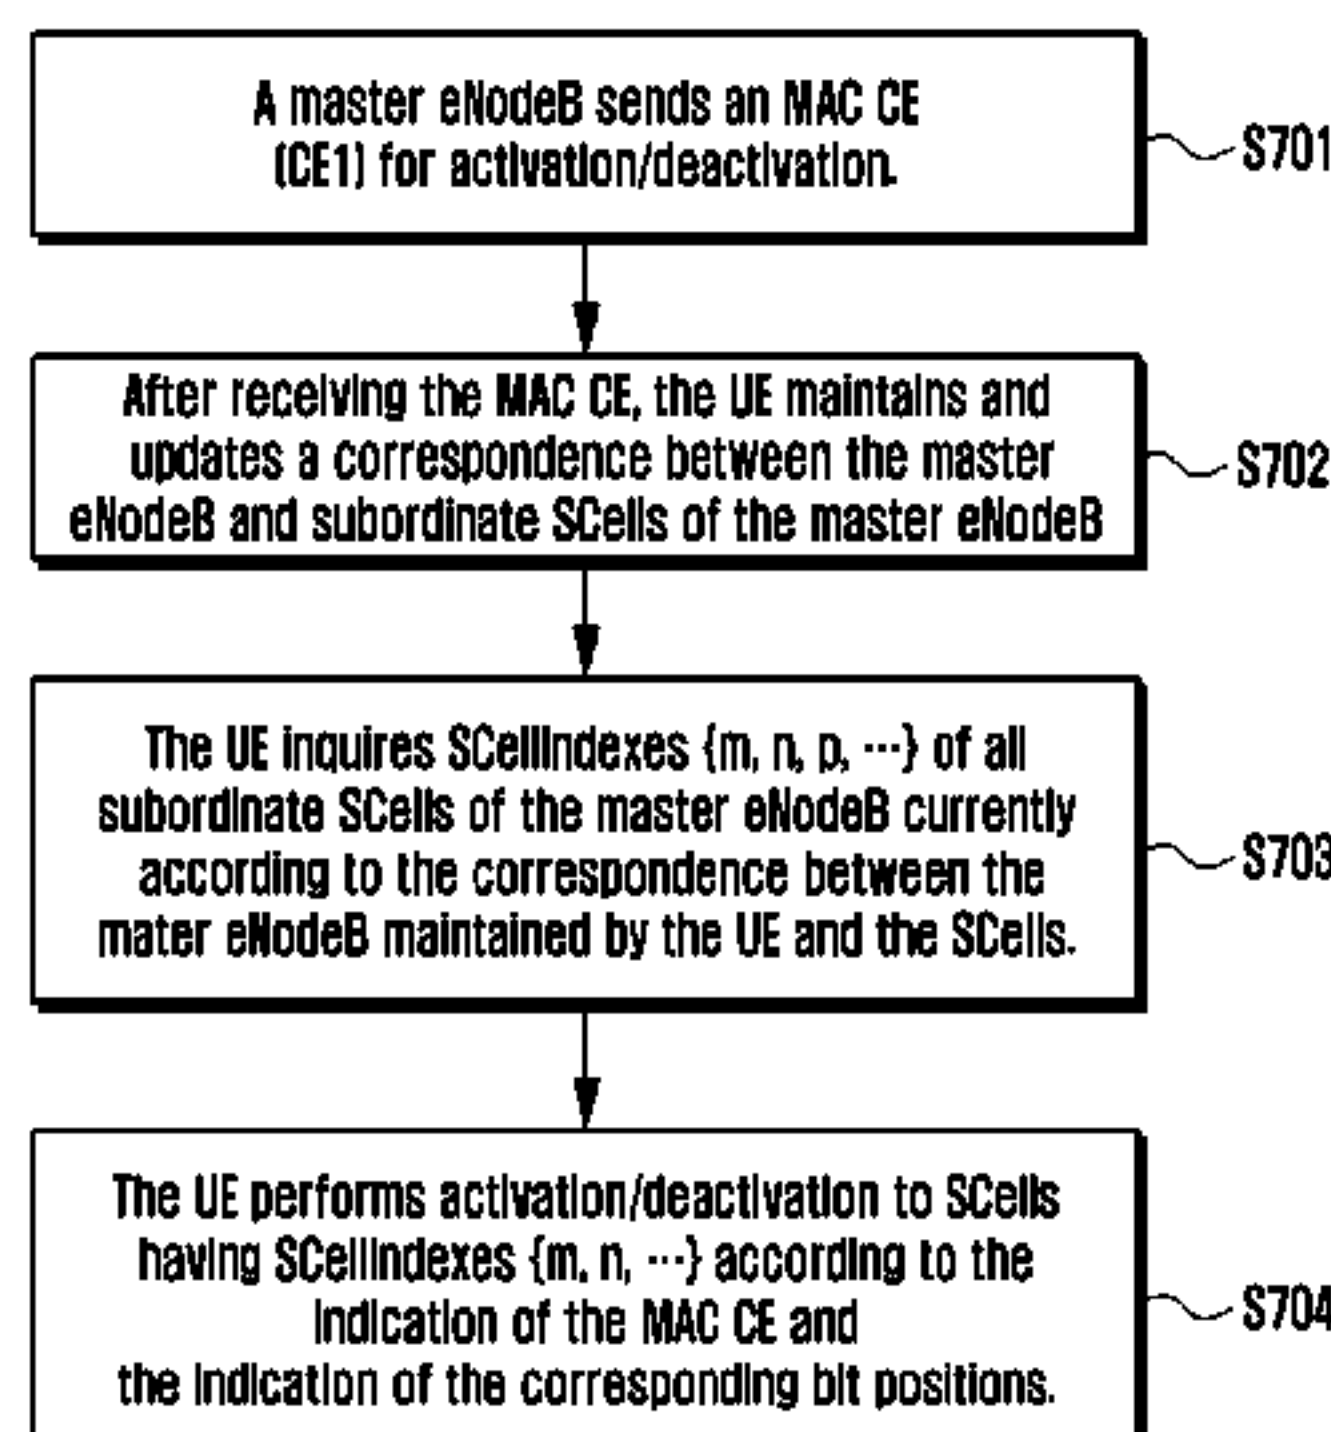 A master eNodeB sends an MAC CE
(CE1) for activation/deactivation.
S701
After receiving the MAC CE, the UE maintains and
updates a correspondence between the master
eNodeB and subordinate SCells of the master eNodeB
S702
The UE inquires SCellIndexes {m, n, p, ···} of all
subordinate SCells of the master eNodeB currently
according to the correspondence between the
mater eNodeB maintained by the UE and the SCells.
S703
The UE performs activation/deactivation to SCells
having SCellIndexes {m, n, ···} according to the
indication of the MAC CE and
the indication of the corresponding bit positions.
S704